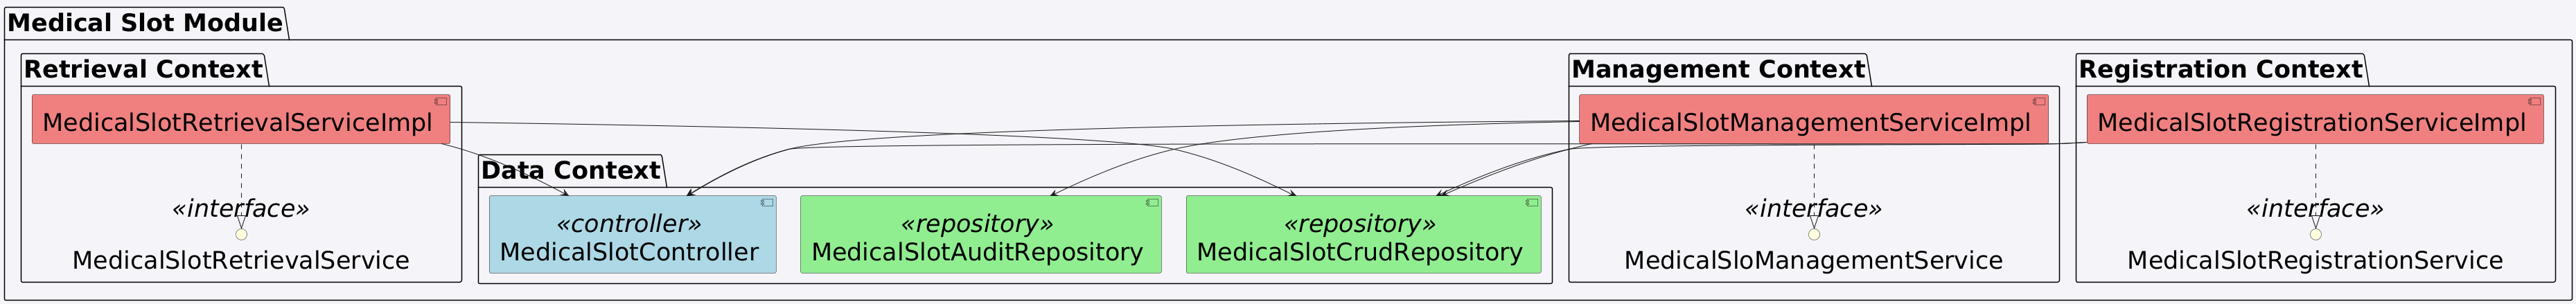 Medical Slot Module
Retrieval Context
MedicalSlotRetrievalServiceImpl
«interface»
MedicalSlotRetrievalService
Data Context
«controller»
MedicalSlotController
«repository»
MedicalSlotAuditRepository
«repository»
MedicalSlotCrudRepository
Management Context
MedicalSlotManagementServiceImpl
«interface»
MedicalSloManagementService
Registration Context
MedicalSlotRegistrationServiceImpl
«interface»
MedicalSlotRegistrationService